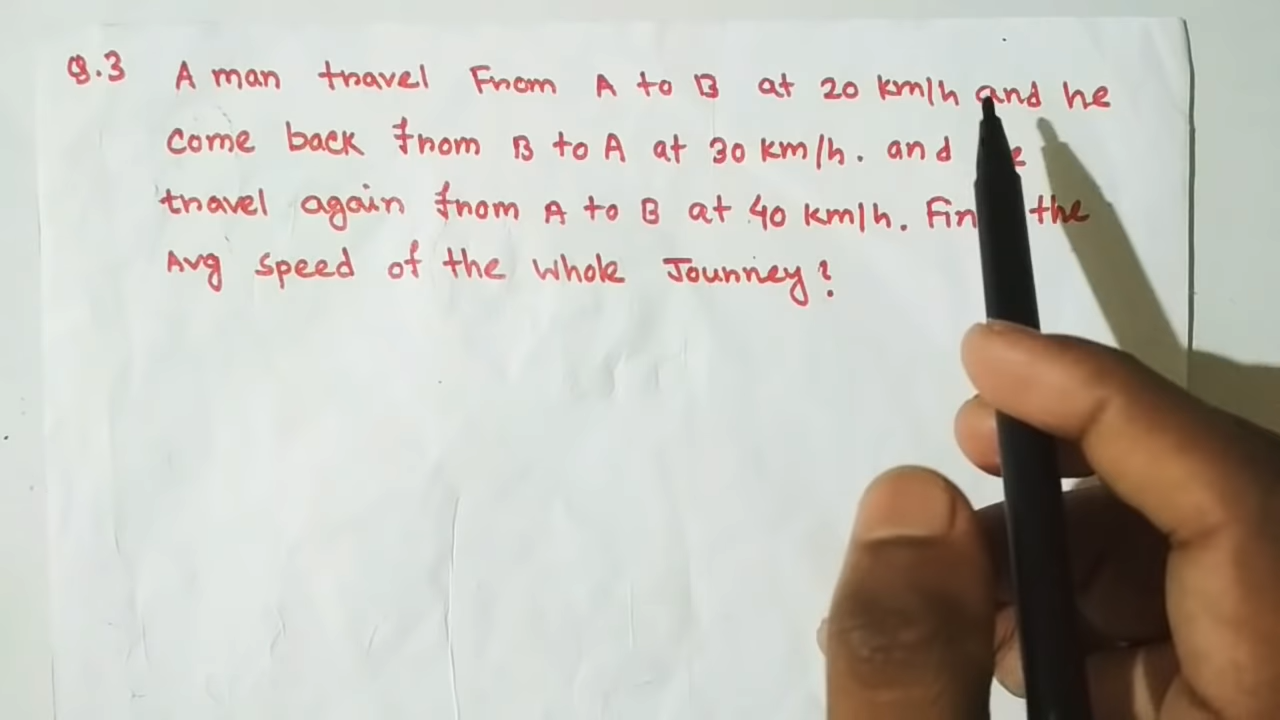 Q.3 A man travel From A to B at 20 km/h and he
come back from B to A at 30 km/h. and
travel again from A to B at 40 km/h. the
Avg speed of the whole Journey?